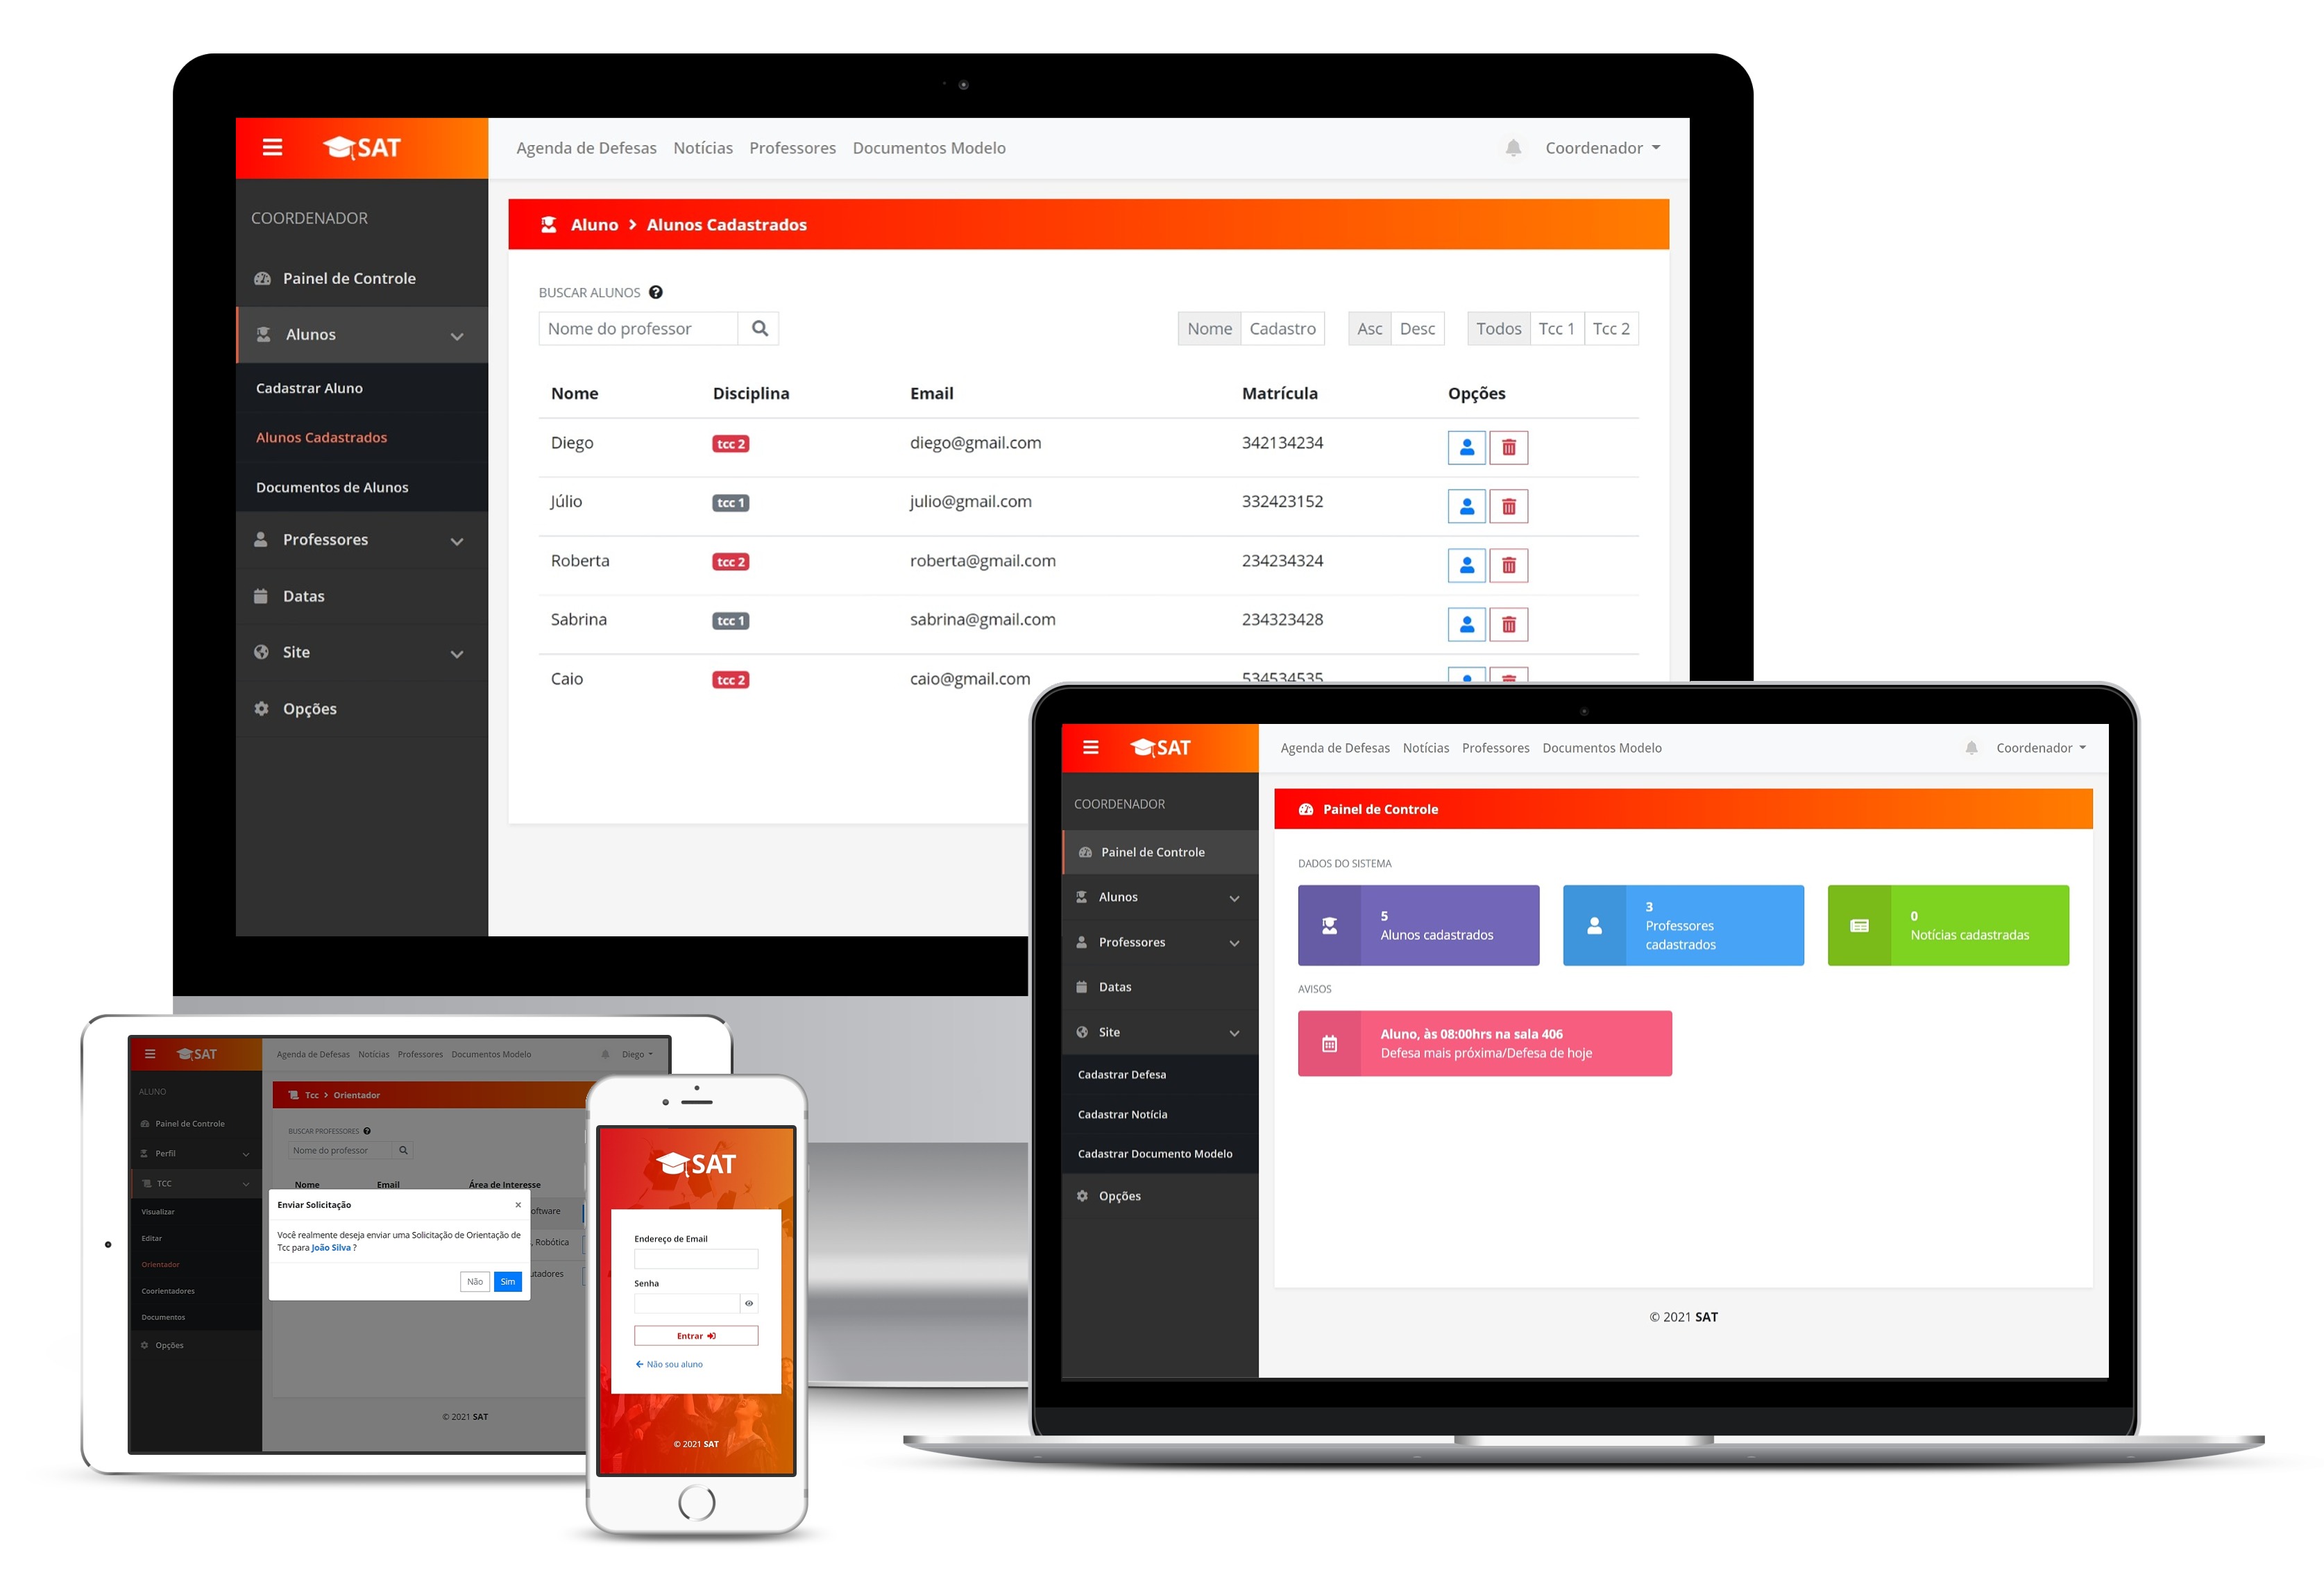 SAT
Agenda de Defesas Notícias Professores Documentos Modelo Coordenador
COORDENADOR
Painel de Controle
Alunos
Cadastrar Aluno
Alunos Cadastrados
Documentos de Alunos
Professores
Datas
Site
Opções
Aluno > Alunos Cadastrados
BUSCAR ALUNOS ?
Nome do professor Nome Cadastro Asc Desc Todos Tcc 1 Tcc 2
Nome Disciplina Email Matrícula Opções
Diego tcc 2 diego@gmail.com 342134234
Júlio tcc 1 julio@gmail.com 332423152
Roberta tcc 2 roberta@gmail.com 234234324
Sabrina tcc 1 sabrina@gmail.com 234323428
Caio tcc 2 caio@gmail.com 534534535
SAT
Agenda de Defesas Notícias Professores Documentos Modelo Coordenador
COORDENADOR
Painel de Controle
Alunos
Professores
Datas
Site
Cadastrar Defesa
Cadastrar Notícia
Cadastrar Documento Modelo
Opções
Painel de Controle
DADOS DO SISTEMA
5
Alunos cadastrados
3
Professores
cadastrados
0
Notícias cadastradas
AVISOS
Aluno, às 08:00hrs na sala 406
Defesa mais próxima/Defesa de hoje
© 2021 SAT
SAT
Agenda de Defesas Notícias Professores Documentos Modelo Diego
ALUNO
Painel de Controle
Perfil
TCC
Visualizar
Editar
Orientador
Coorientadores
Documentos
Opções
Tcc > Orientador
BUSCAR PROFESSORES ?
Nome do professor
Nome Email Área de Interesse
Robótica
Enviar Solicitação ×
Você realmente deseja enviar uma Solicitação de Orientação de
Tcc para João Silva ?
Não Sim
© 2021 SAT
SAT
Endereço de Email
Senha
Entrar
Não sou aluno
© 2021 SAT